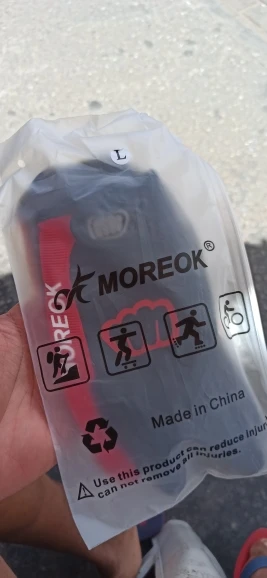 L
MOREOK®
MOREOK
Made in China
Use this product can reduce injur
can not remove all injuries.